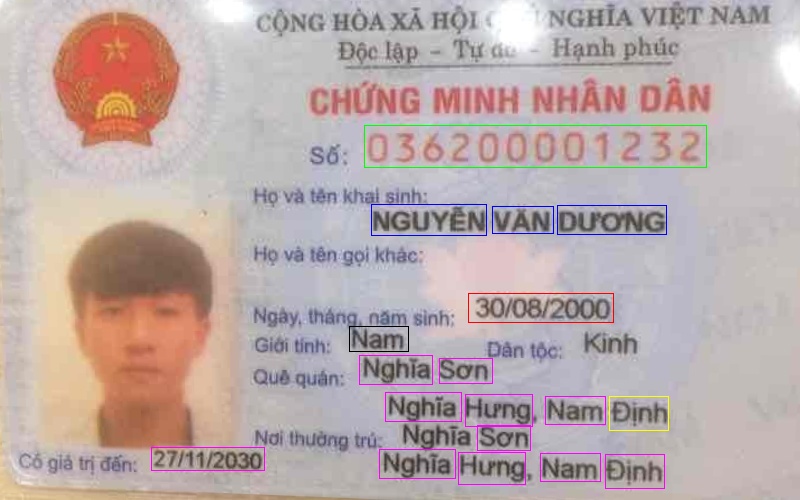 CỘNG HÒA XÃ HỘI NGHĨA VIỆT NAM
Độc lập - Tự do - Hạnh phúc
CHỨNG MINH NHÂN DÂN
Số: 036200001232
Họ và tên khai sinh:
NGUYỄN VĂN DƯƠNG
Họ và tên gọi khác:
Ngày, tháng, năm sinh: 30/08/2000
Giới tính: Nam Dân tộc: Kinh
Quê quán: Nghĩa Sơn
Nghĩa Hưng, Nam Định
Nơi thường trú: Nghĩa Sơn
Có giá trị đến: 27/11/2030 Nghĩa Hưng, Nam Định